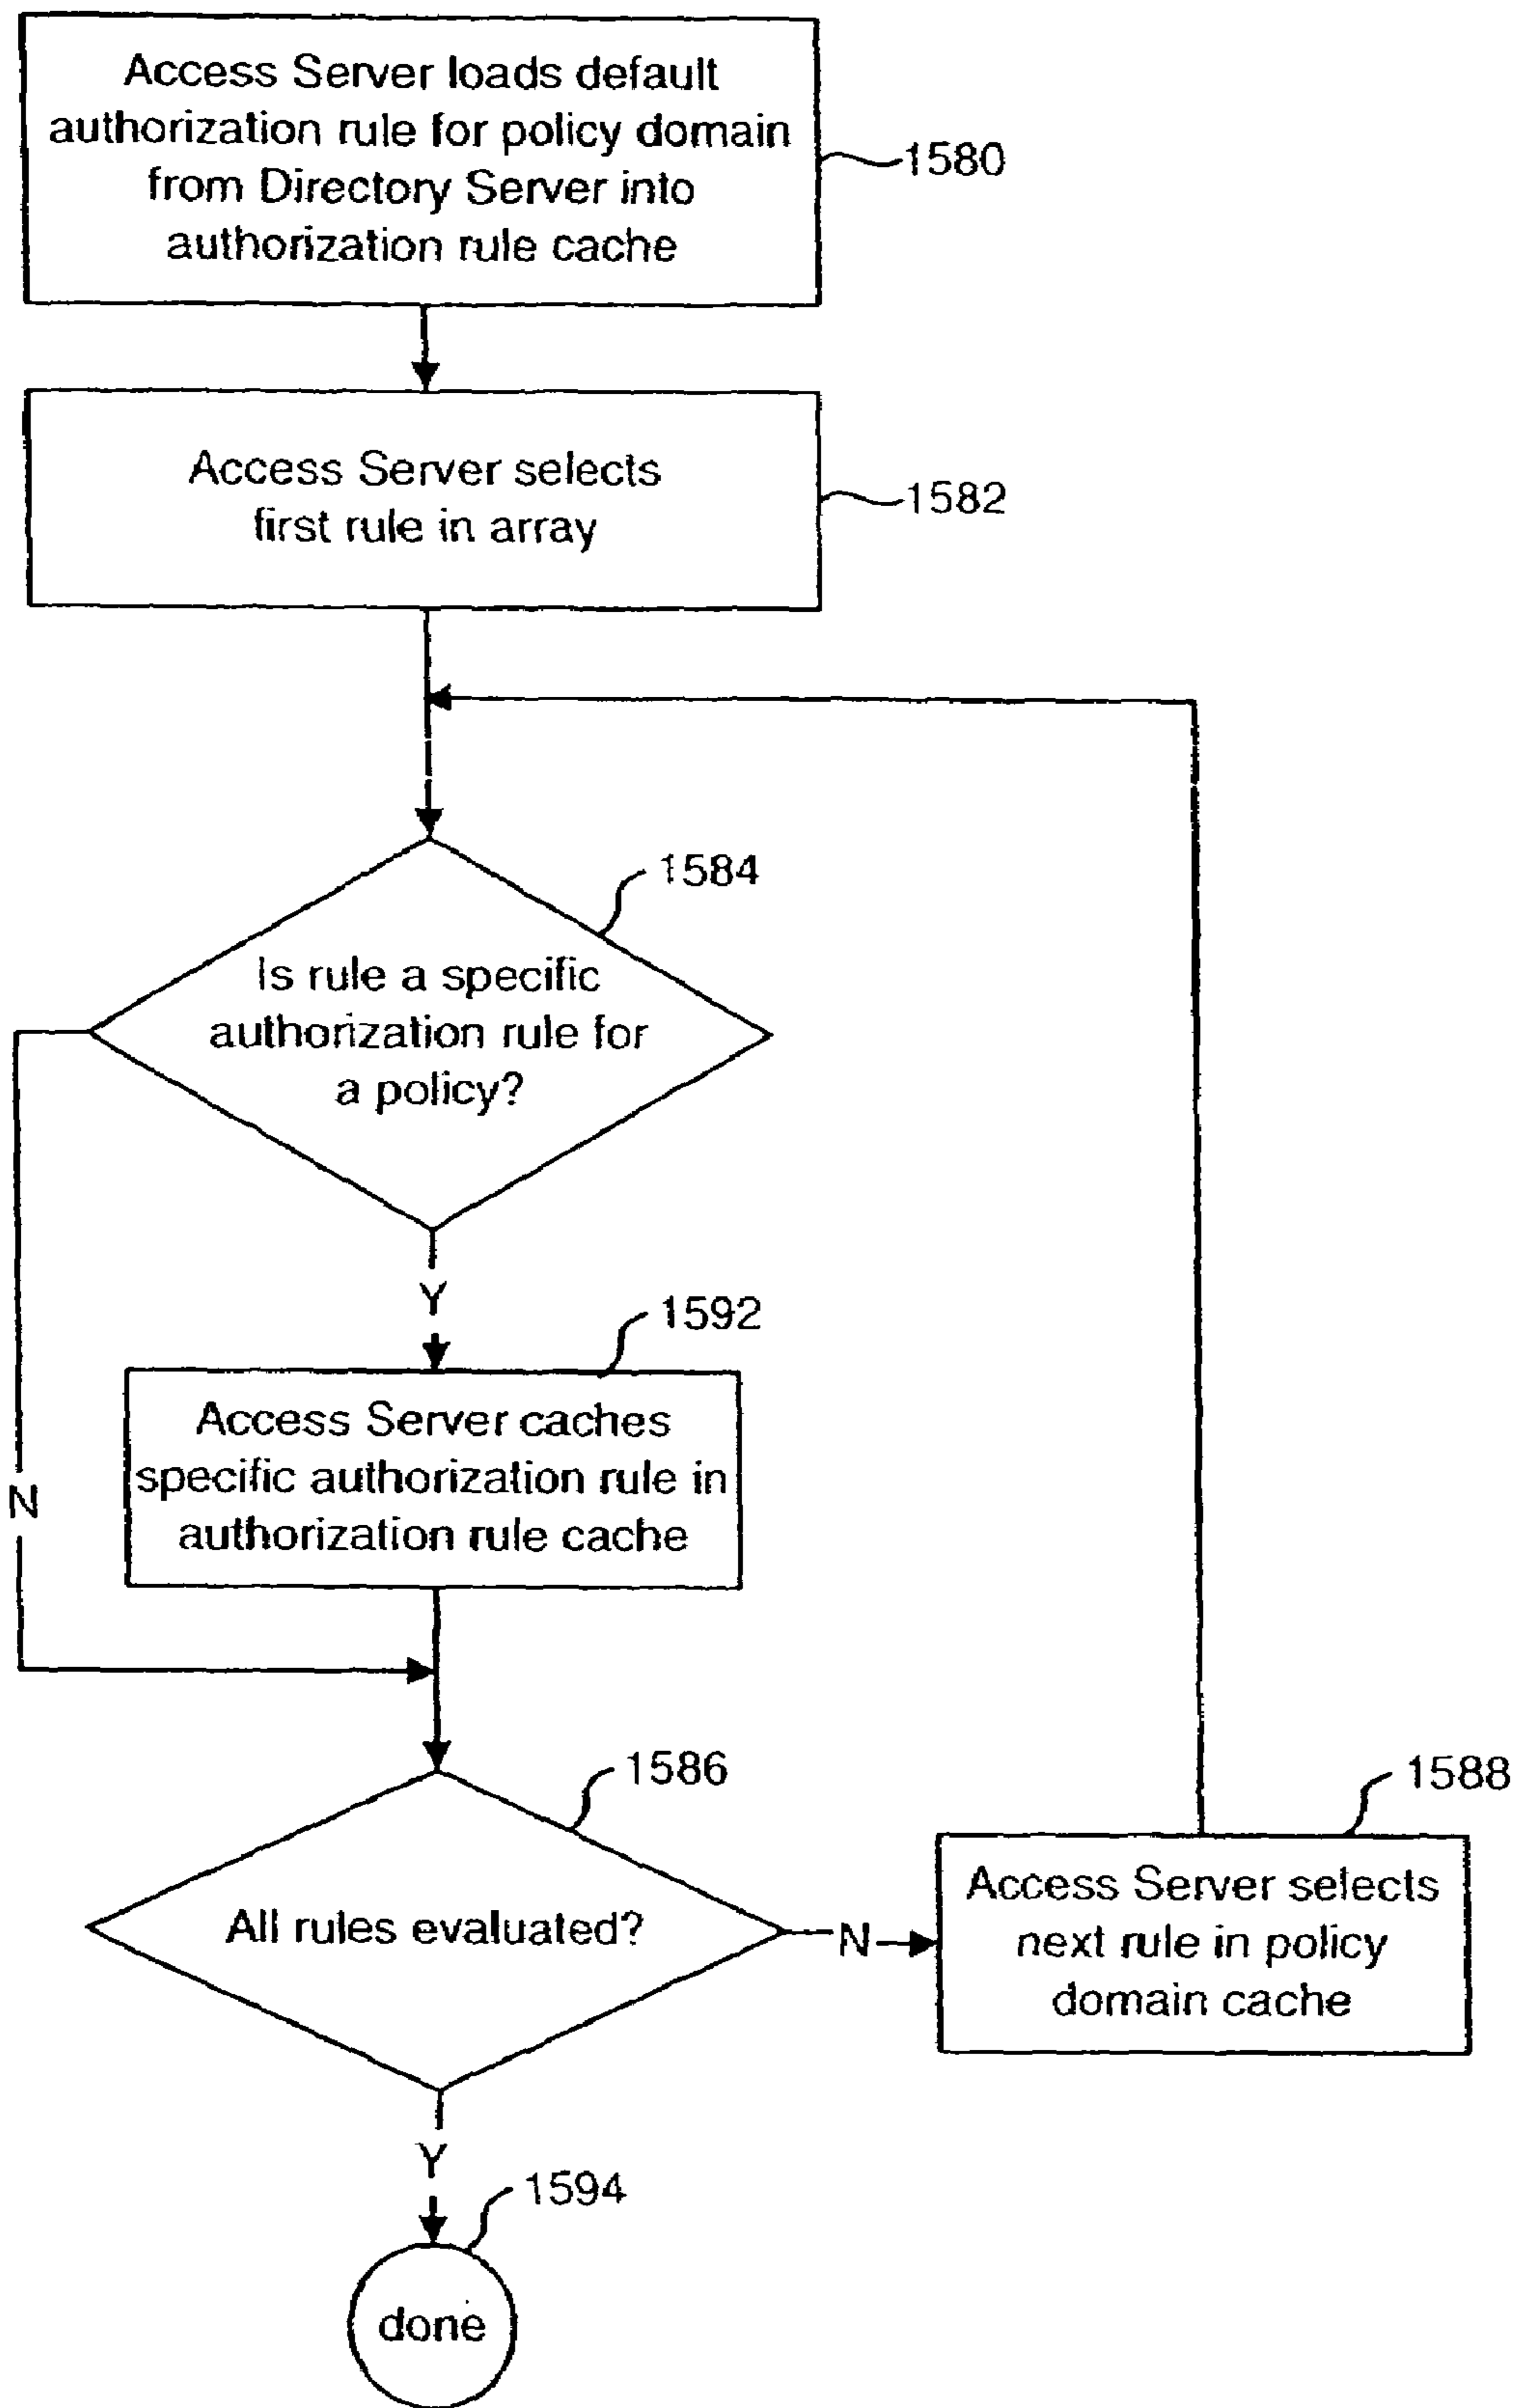 Access Server loads default
authorization rule for policy domain
from Directory Server into
authorization rule cache
1580
Access Server selects
first rule in array
1582
1584
Is rule a specific
authorization rule for
a policy?
Y
1592
Access Server caches
specific authorization rule in
authorization rule cache
N
1586
All rules evaluated?
N
1588
Access Server selects
next rule in policy
domain cache
Y
1594
done